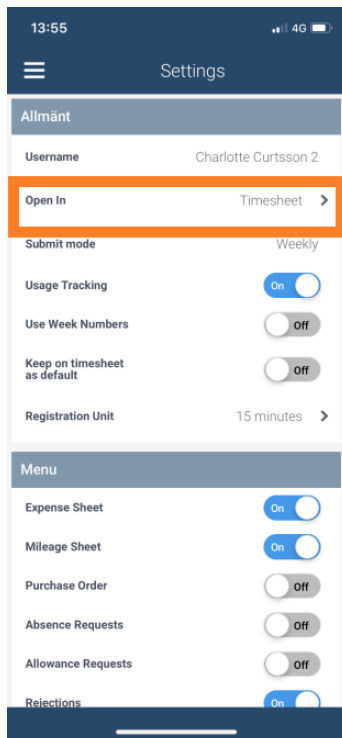 13:55
4G
Settings
Allmänt
Username Charlotte Curtsson 2
Open In Timesheet
Submit mode Weekly
Usage Tracking On
Use Week Numbers Off
Keep on timesheet
as default Off
Registration Unit 15 minutes
Menu
Expense Sheet On
Mileage Sheet On
Purchase Order Off
Absence Requests Off
Allowance Requests Off
Rejections On